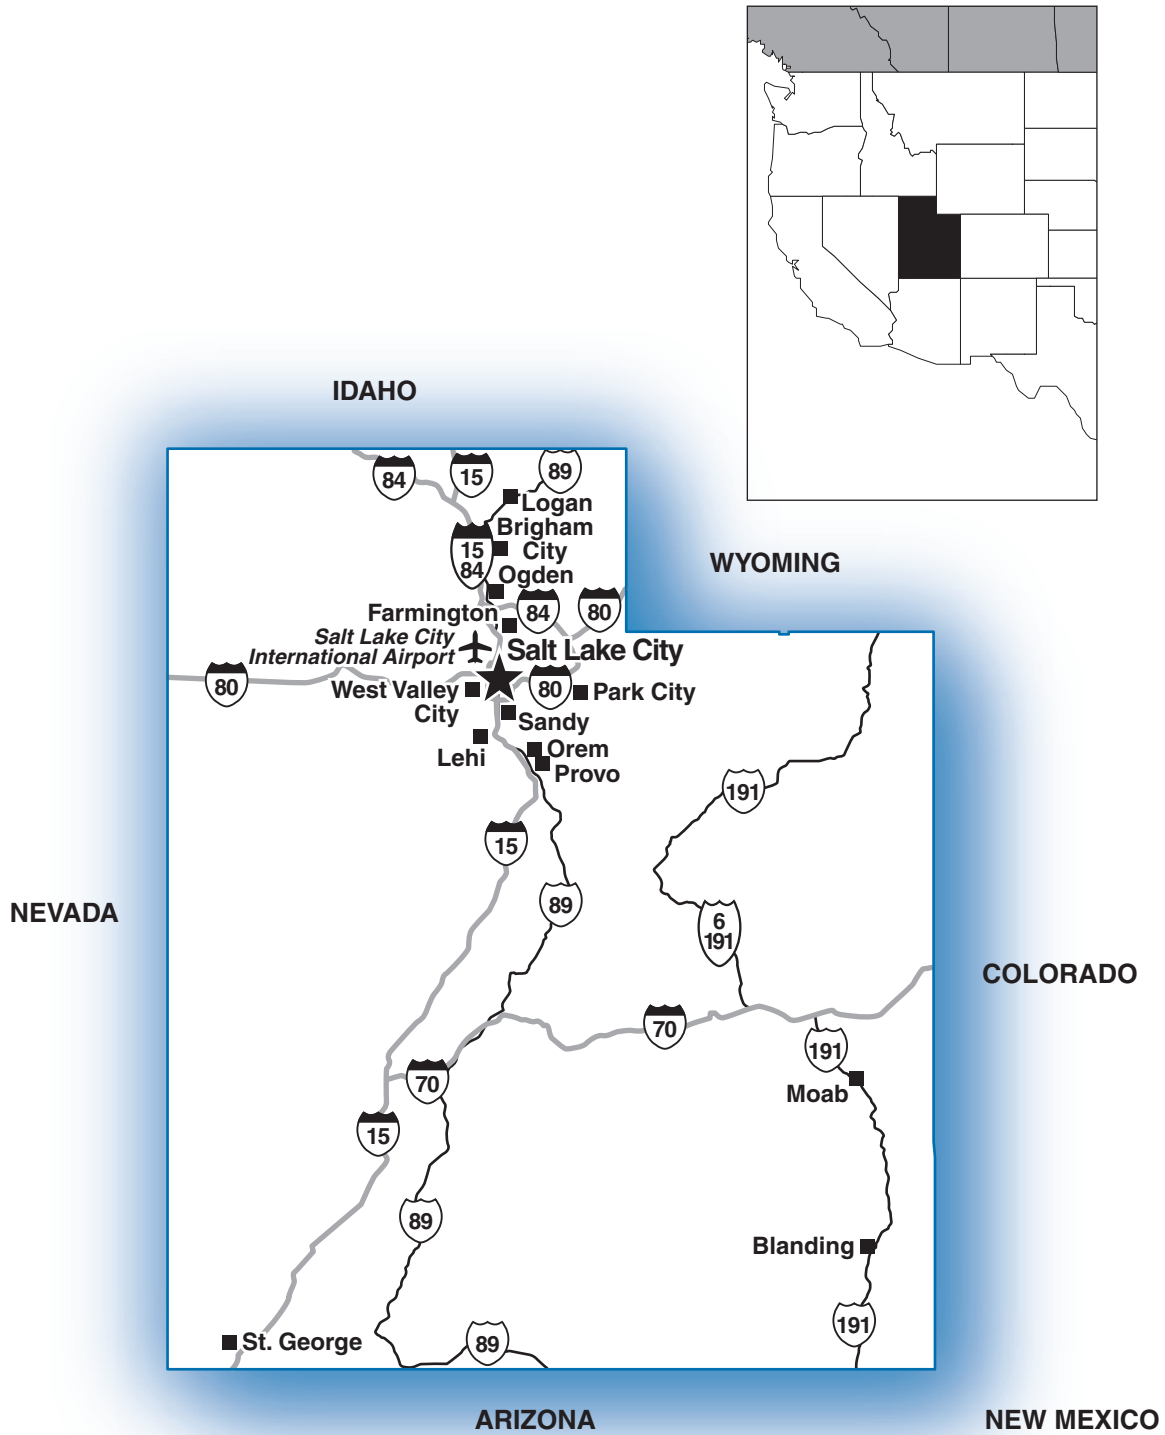 IDAHO
84
15
89
Logan
Brigham
City
15
84
Ogden
WYOMING
Farmington
84
80
Salt Lake City
International Airport
Salt Lake City
80
West Valley
City
80
Park City
Sandy
Lehi
Orem
Provo
191
15
89
NEVADA
6
191
COLORADO
70
191
70
Moab
15
89
Blanding
191
St. George
89
ARIZONA
NEW MEXICO